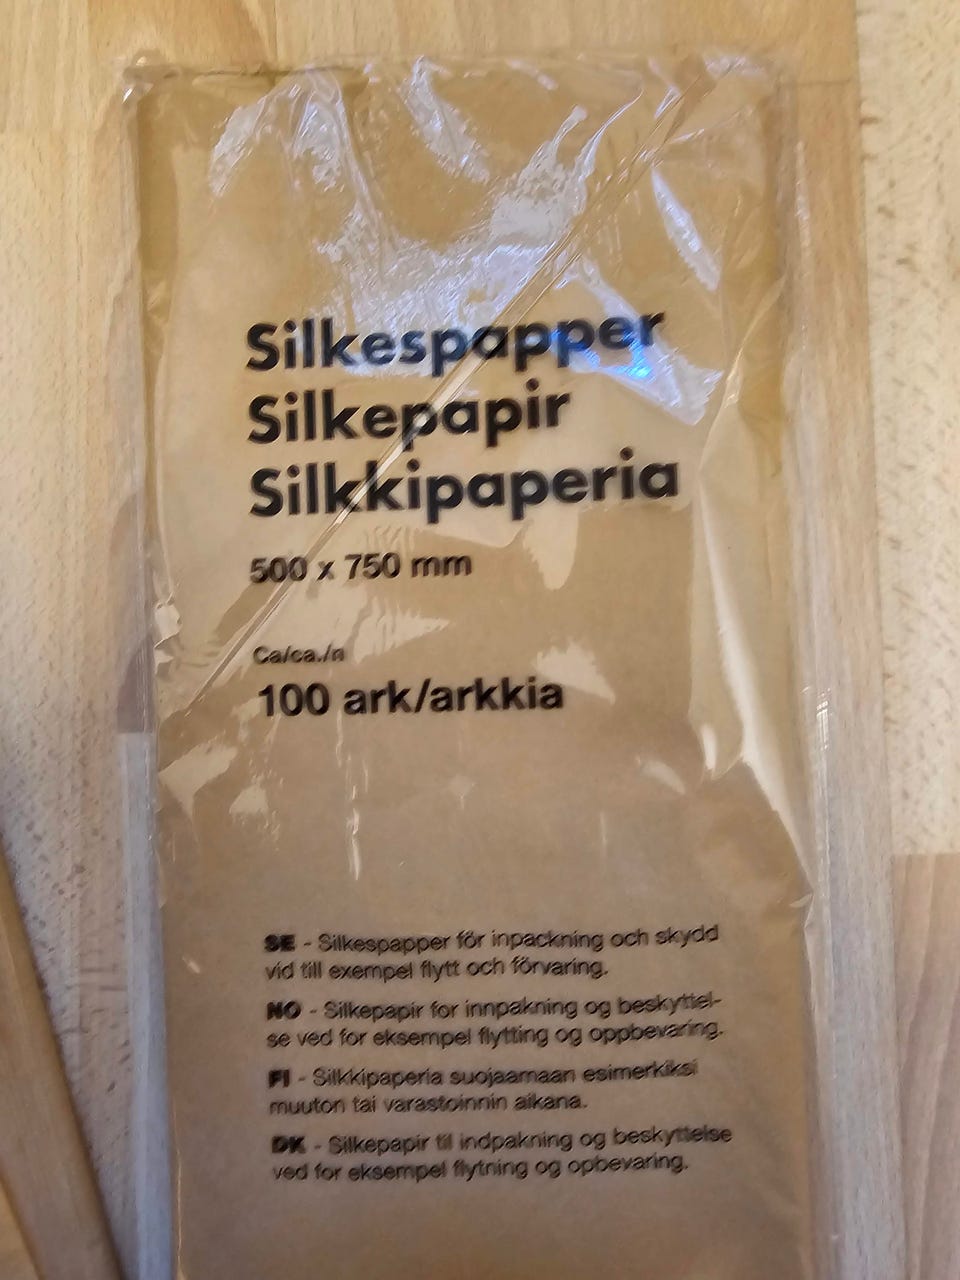 Silkespapper
Silkepapir
Silkkipaperia
500 x 750 mm
Ca/ca./n
100 ark/arkkia
SE - Silkespapper för inpackning och skydd
vid till exempel flytt och förvaring.
NO - Silkepapir for innpakning og beskyttel-
se ved for eksempel flytting og oppbevaring.
FI - Silkkipaperia suojaamaan esimerkiksi
muuton tai varastoinnin aikana.
DK - Silkepapir til indpakning og beskyttelse
ved for eksempel flytning og opbevaring.